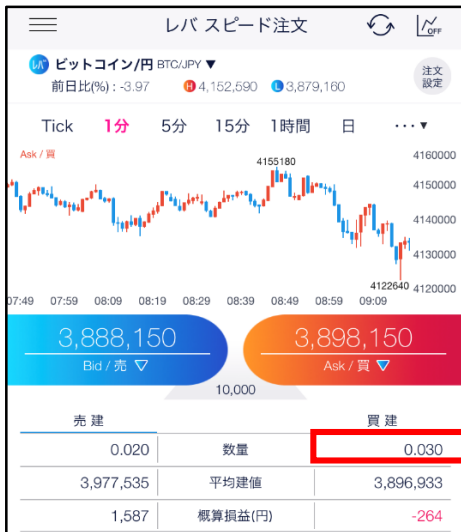 レバ スピード注文
OFF
レバ ビットコイン/円 BTC/JPY ▼
注文
設定
前日比(%) : -3.97 H 4,152,590 L 3,879,160
Tick 1分 5分 15分 1時間 日 ・・・▼
Ask / 買
4155180
4160000
4150000
4140000
4130000
4122640
4120000
07:49 07:59 08:09 08:19 08:29 08:39 08:49 08:59 09:09
3,888,150 3,898,150
Bid / 売 ▽ Ask / 買 ▼
10,000
売建 買建
0.020 数量 0.030
3,977,535 平均建値 3,896,933
1,587 概算損益(円) -264